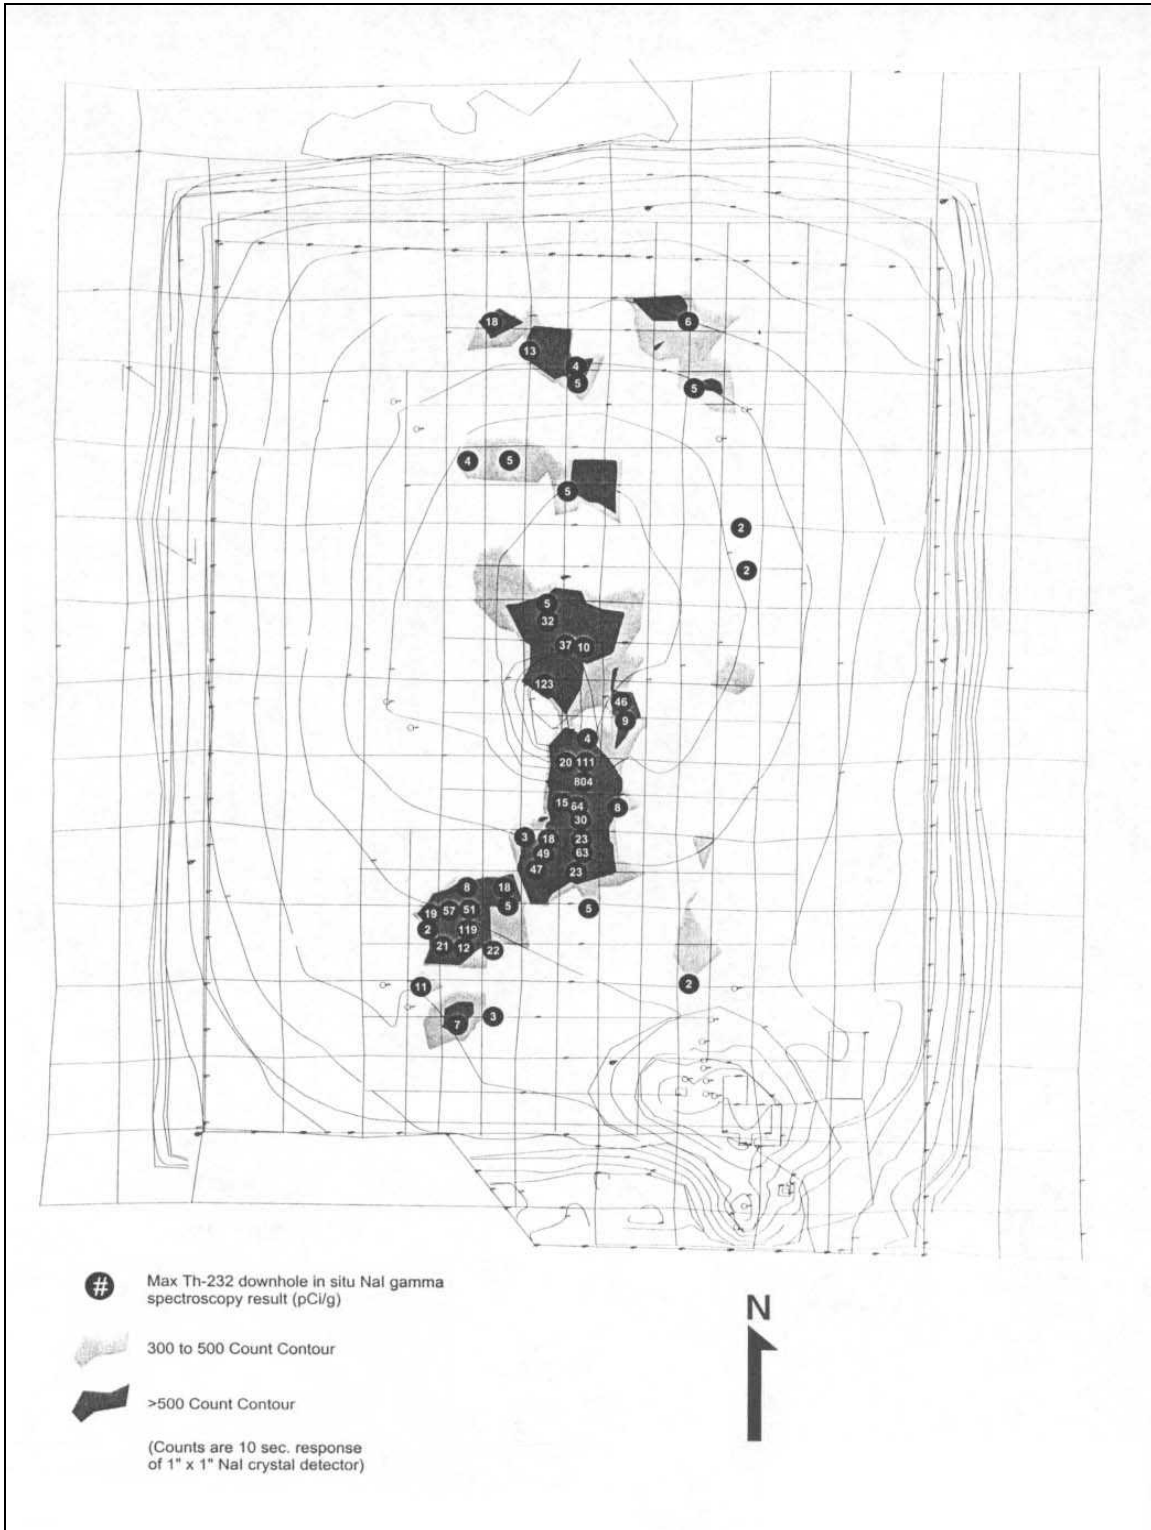 18
6
13
4
5
5
4
5
5
2
2
5
32
37 10
123
46
9
4
20 111
804
15 64 8
30
3 18 23
49 63
47 23
8 18
5 5
19 57 51
2 119
21 12 22
11
2
7 3
#
Max Th-232 downhole in situ NaI gamma
spectroscopy result (pCi/g)
300 to 500 Count Contour
>500 Count Contour
(Counts are 10 sec. response
of 1" x 1" NaI crystal detector)
N